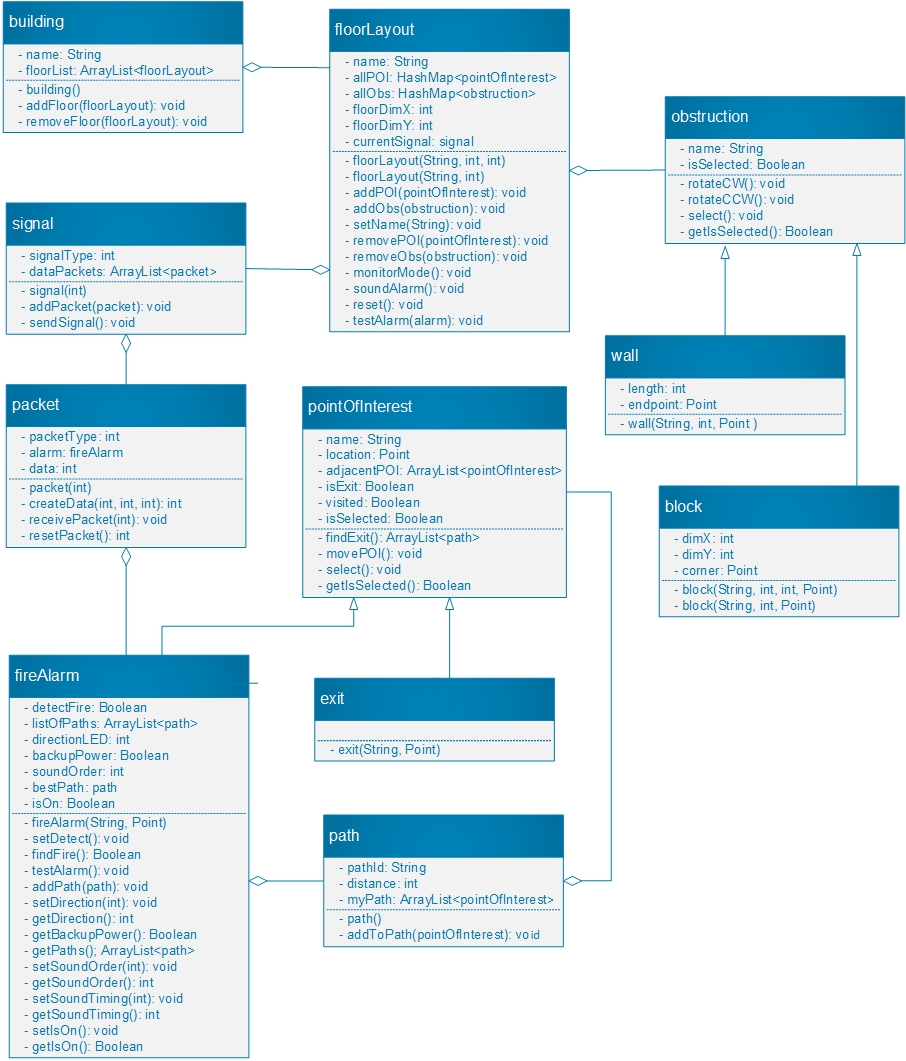 building
- name: String
- floorList: ArrayList<floorLayout>
- building()
- addFloor(floorLayout): void
- removeFloor(floorLayout): void
floorLayout
- name: String
- allPOI: HashMap<pointOfInterest>
- allObs: HashMap<obstruction>
- floorDimX: int
- floorDimY: int
- currentSignal: signal
- floorLayout(String, int, int)
- floorLayout(String, int)
- addPOI(pointOfInterest): void
- addObs(obstruction): void
- setName(String): void
- removePOI(pointOfInterest): void
- removeObs(obstruction): void
- monitorMode(): void
- soundAlarm(): void
- reset(): void
- testAlarm(alarm): void
obstruction
- name: String
- isSelected: Boolean
- rotateCW(): void
- rotateCCW(): void
- select(): void
- getIsSelected(): Boolean
signal
- signalType: int
- dataPackets: ArrayList<packet>
- signal(int)
- addPacket(packet): void
- sendSignal(): void
wall
- length: int
- endpoint: Point
- wall(String, int, Point )
packet
- packetType: int
- alarm: fireAlarm
- data: int
- packet(int)
- createData(int, int, int): int
- receivePacket(int): void
- resetPacket(): int
pointOfInterest
- name: String
- location: Point
- adjacentPOI: ArrayList<pointOfInterest>
- isExit: Boolean
- visited: Boolean
- isSelected: Boolean
- findExit(): ArrayList<path>
- movePOI(): void
- select(): void
- getIsSelected(): Boolean
block
- dimX: int
- dimY: int
- corner: Point
- block(String, int, int, Point)
- block(String, int, Point)
fireAlarm
- detectFire: Boolean
- listOfPaths: ArrayList<path>
- directionLED: int
- backupPower: Boolean
- soundOrder: int
- bestPath: path
- isOn: Boolean
- fireAlarm(String, Point)
- setDetect(): void
- findFire(): Boolean
- testAlarm(): void
- addPath(path): void
- setDirection(int): void
- getDirection(): int
- getBackupPower(): Boolean
- getPaths(); ArrayList<path>
- setSoundOrder(int): void
- getSoundOrder(): int
- setSoundTiming(int): void
- getSoundTiming(): int
- setIsOn(): void
- getIsOn(): Boolean
exit
- exit(String, Point)
path
- pathId: String
- distance: int
- myPath: ArrayList<pointOfInterest>
- path()
- addToPath(pointOfInterest): void